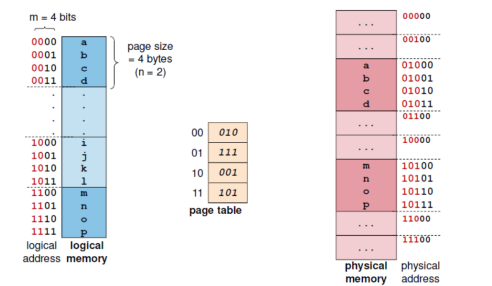 m = 4 bits
0000 a
0001 b
0010 c
0011 d
. .
. .
. .
1000 i
1001 j
1010 k
1011 l
1100 m
1101 n
1110 o
1111 p
logical address
logical memory
page size
= 4 bytes
(n = 2)
00 010
01 111
10 001
11 101
page table
... 00000
... 00100
a 01000
b 01001
c 01010
d 01011
... 01100
... 10000
m 10100
n 10101
o 10110
p 10111
... 11000
... 11100
physical memory
physical address